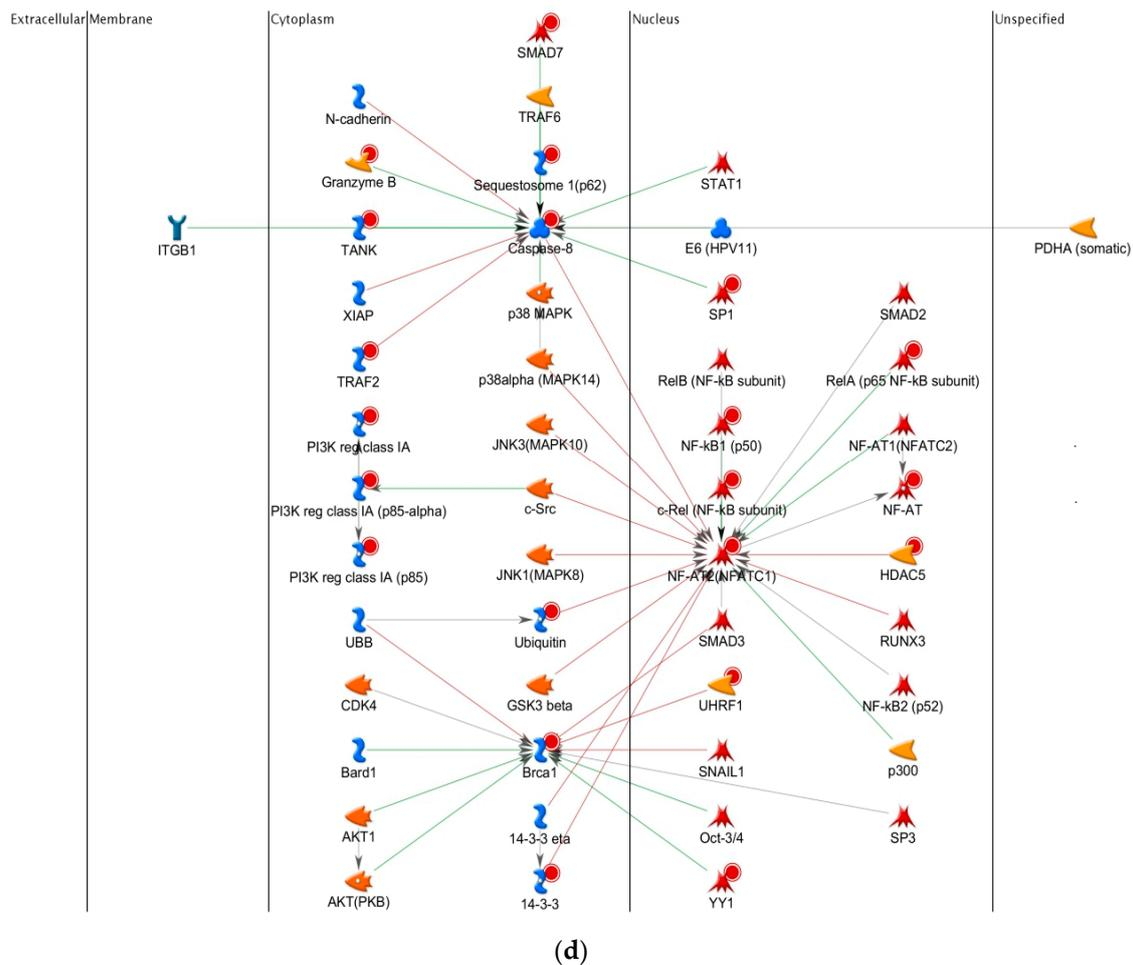 Extracellular Membrane Cytoplasm Nucleus Unspecified
SMAD7
N-cadherin TRAF6
Granzyme B Sequestosome 1(p62) STAT1
ITGB1 TANK Caspase-8 E6 (HPV11) PDHA (somatic)
XIAP p38 MAPK SP1 SMAD2
TRAF2 p38alpha (MAPK14) RelB (NF-kB subunit) RelA (p65 NF-kB subunit)
PI3K reg class IA JNK3(MAPK10) NF-kB1 (p50) NF-AT1(NFATC2)
PI3K reg class IA (p85-alpha) c-Src c-Rel (NF-kB subunit) NF-AT
PI3K reg class IA (p85) JNK1(MAPK8) NF-AT2(NFATC1) HDAC5
UBB Ubiquitin SMAD3 RUNX3
CDK4 GSK3 beta UHRF1 NF-kB2 (p52)
Bard1 Brca1 SNAIL1 p300
AKT1 14-3-3 eta Oct-3/4 SP3
AKT(PKB) 14-3-3 YY1
(d)